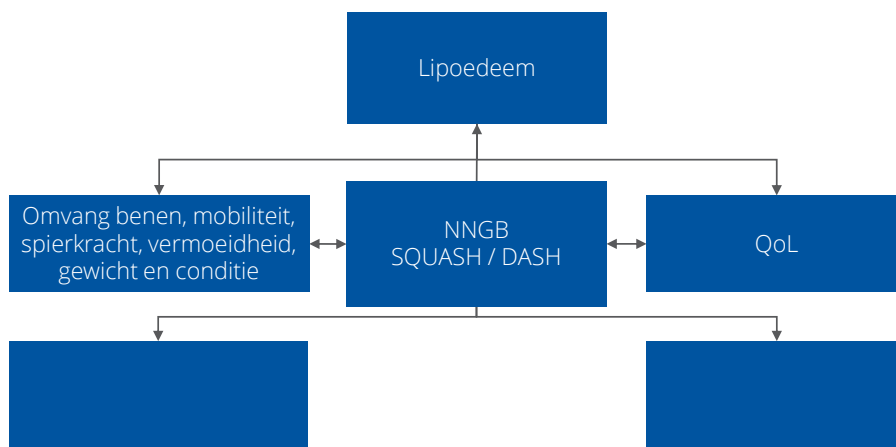 Lipoedeem
Omvang benen, mobiliteit,
spierkracht, vermoeidheid,
gewicht en conditie
NNGB
SQUASH / DASH
QoL